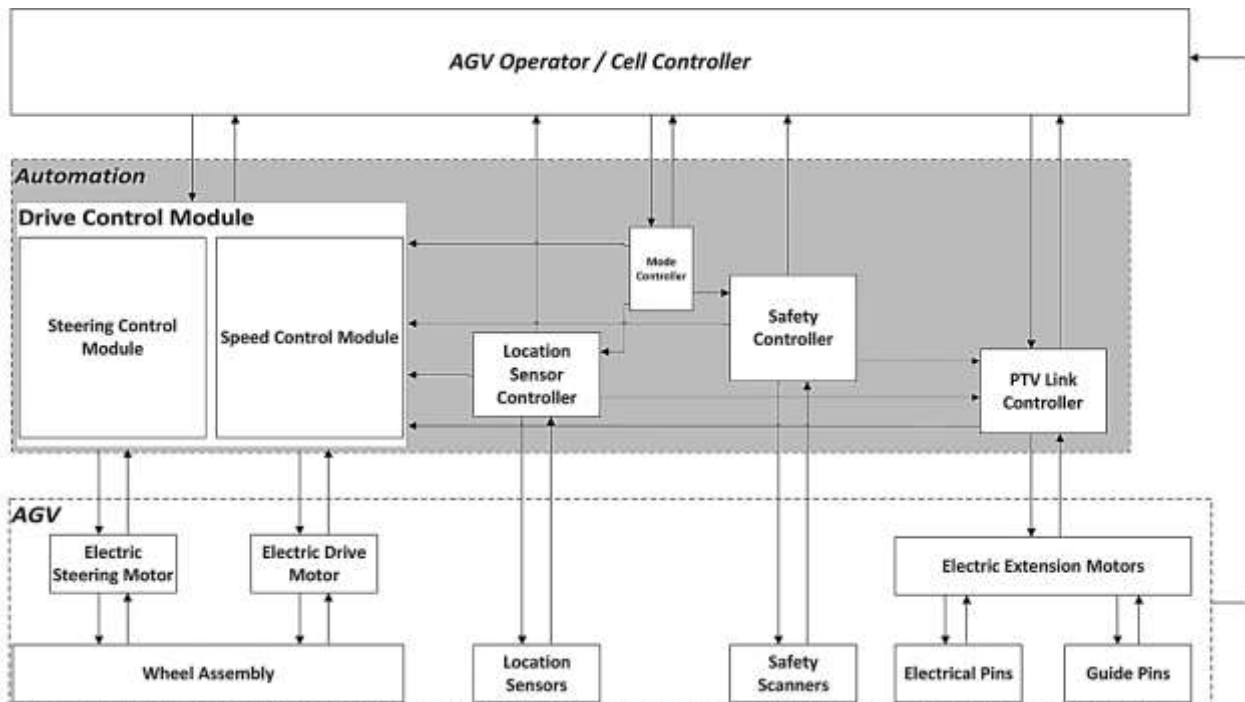 AGV Operator / Cell Controller
Automation
Drive Control Module
Steering Control
Module
Speed Control Module
Mode
Controller
Location
Sensor
Controller
Safety
Controller
PTV Link
Controller
AGV
Electric
Steering Motor
Electric Drive
Motor
Electric Extension Motors
Wheel Assembly
Location
Sensors
Safety
Scanners
Electrical Pins
Guide Pins